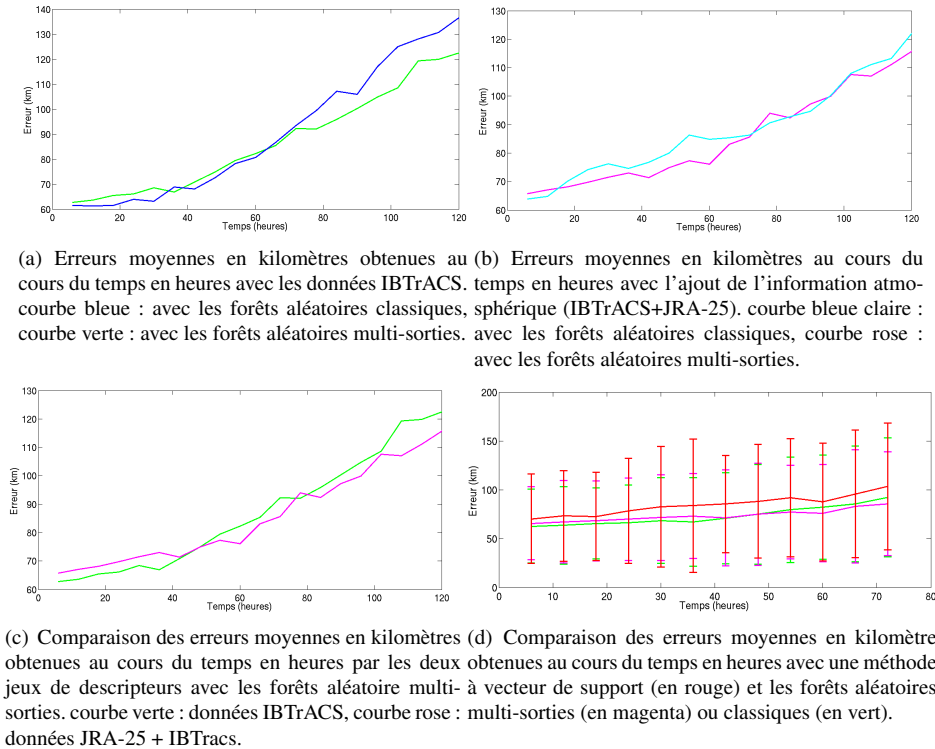 140
130
120
110
100
90
80
70
60
0 20 40 60 80 100 120
Erreur (km)
Temps (heures)
130
120
110
100
90
80
70
60
0 20 40 60 80 100 120
Erreur (km)
Temps (heures)
(a) Erreurs moyennes en kilomètres obtenues au
cours du temps en heures avec les données IBTrACS.
courbe bleue : avec les forêts aléatoires classiques,
courbe verte : avec les forêts aléatoires multi-sorties.
(b) Erreurs moyennes en kilomètres au cours du
temps en heures avec l'ajout de l'information atmo-
sphérique (IBTrACS+JRA-25). courbe bleue claire :
avec les forêts aléatoires classiques, courbe rose :
avec les forêts aléatoires multi-sorties.
130
120
110
100
90
80
70
60
0 20 40 60 80 100 120
Erreur (km)
Temps (heures)
200
150
100
50
0
0 10 20 30 40 50 60 70 80
Erreur (km)
Temps (heures)
(c) Comparaison des erreurs moyennes en kilomètres
obtenues au cours du temps en heures par les deux
jeux de descripteurs avec les forêts aléatoire multi-
sorties. courbe verte : données IBTrACS, courbe rose :
données JRA-25 + IBTracs.
(d) Comparaison des erreurs moyennes en kilomètre
obtenues au cours du temps en heures avec une méthode
à vecteur de support (en rouge) et les forêts aléatoires
multi-sorties (en magenta) ou classiques (en vert).